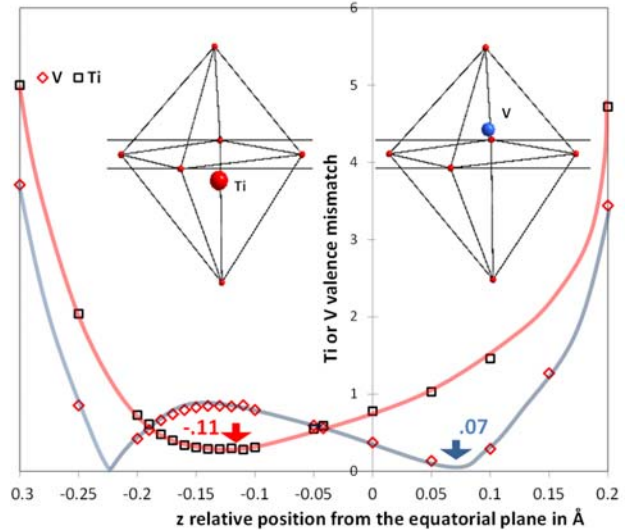 6
V Ti
5
V
4
Ti
3
2
1
-.11
.07
0
0.3 -0.25 -0.2 -0.15 -0.1 -0.05 0 0.05 0.1 0.15 0.2
Ti or V valence mismatch
z relative position from the equatorial plane in Å